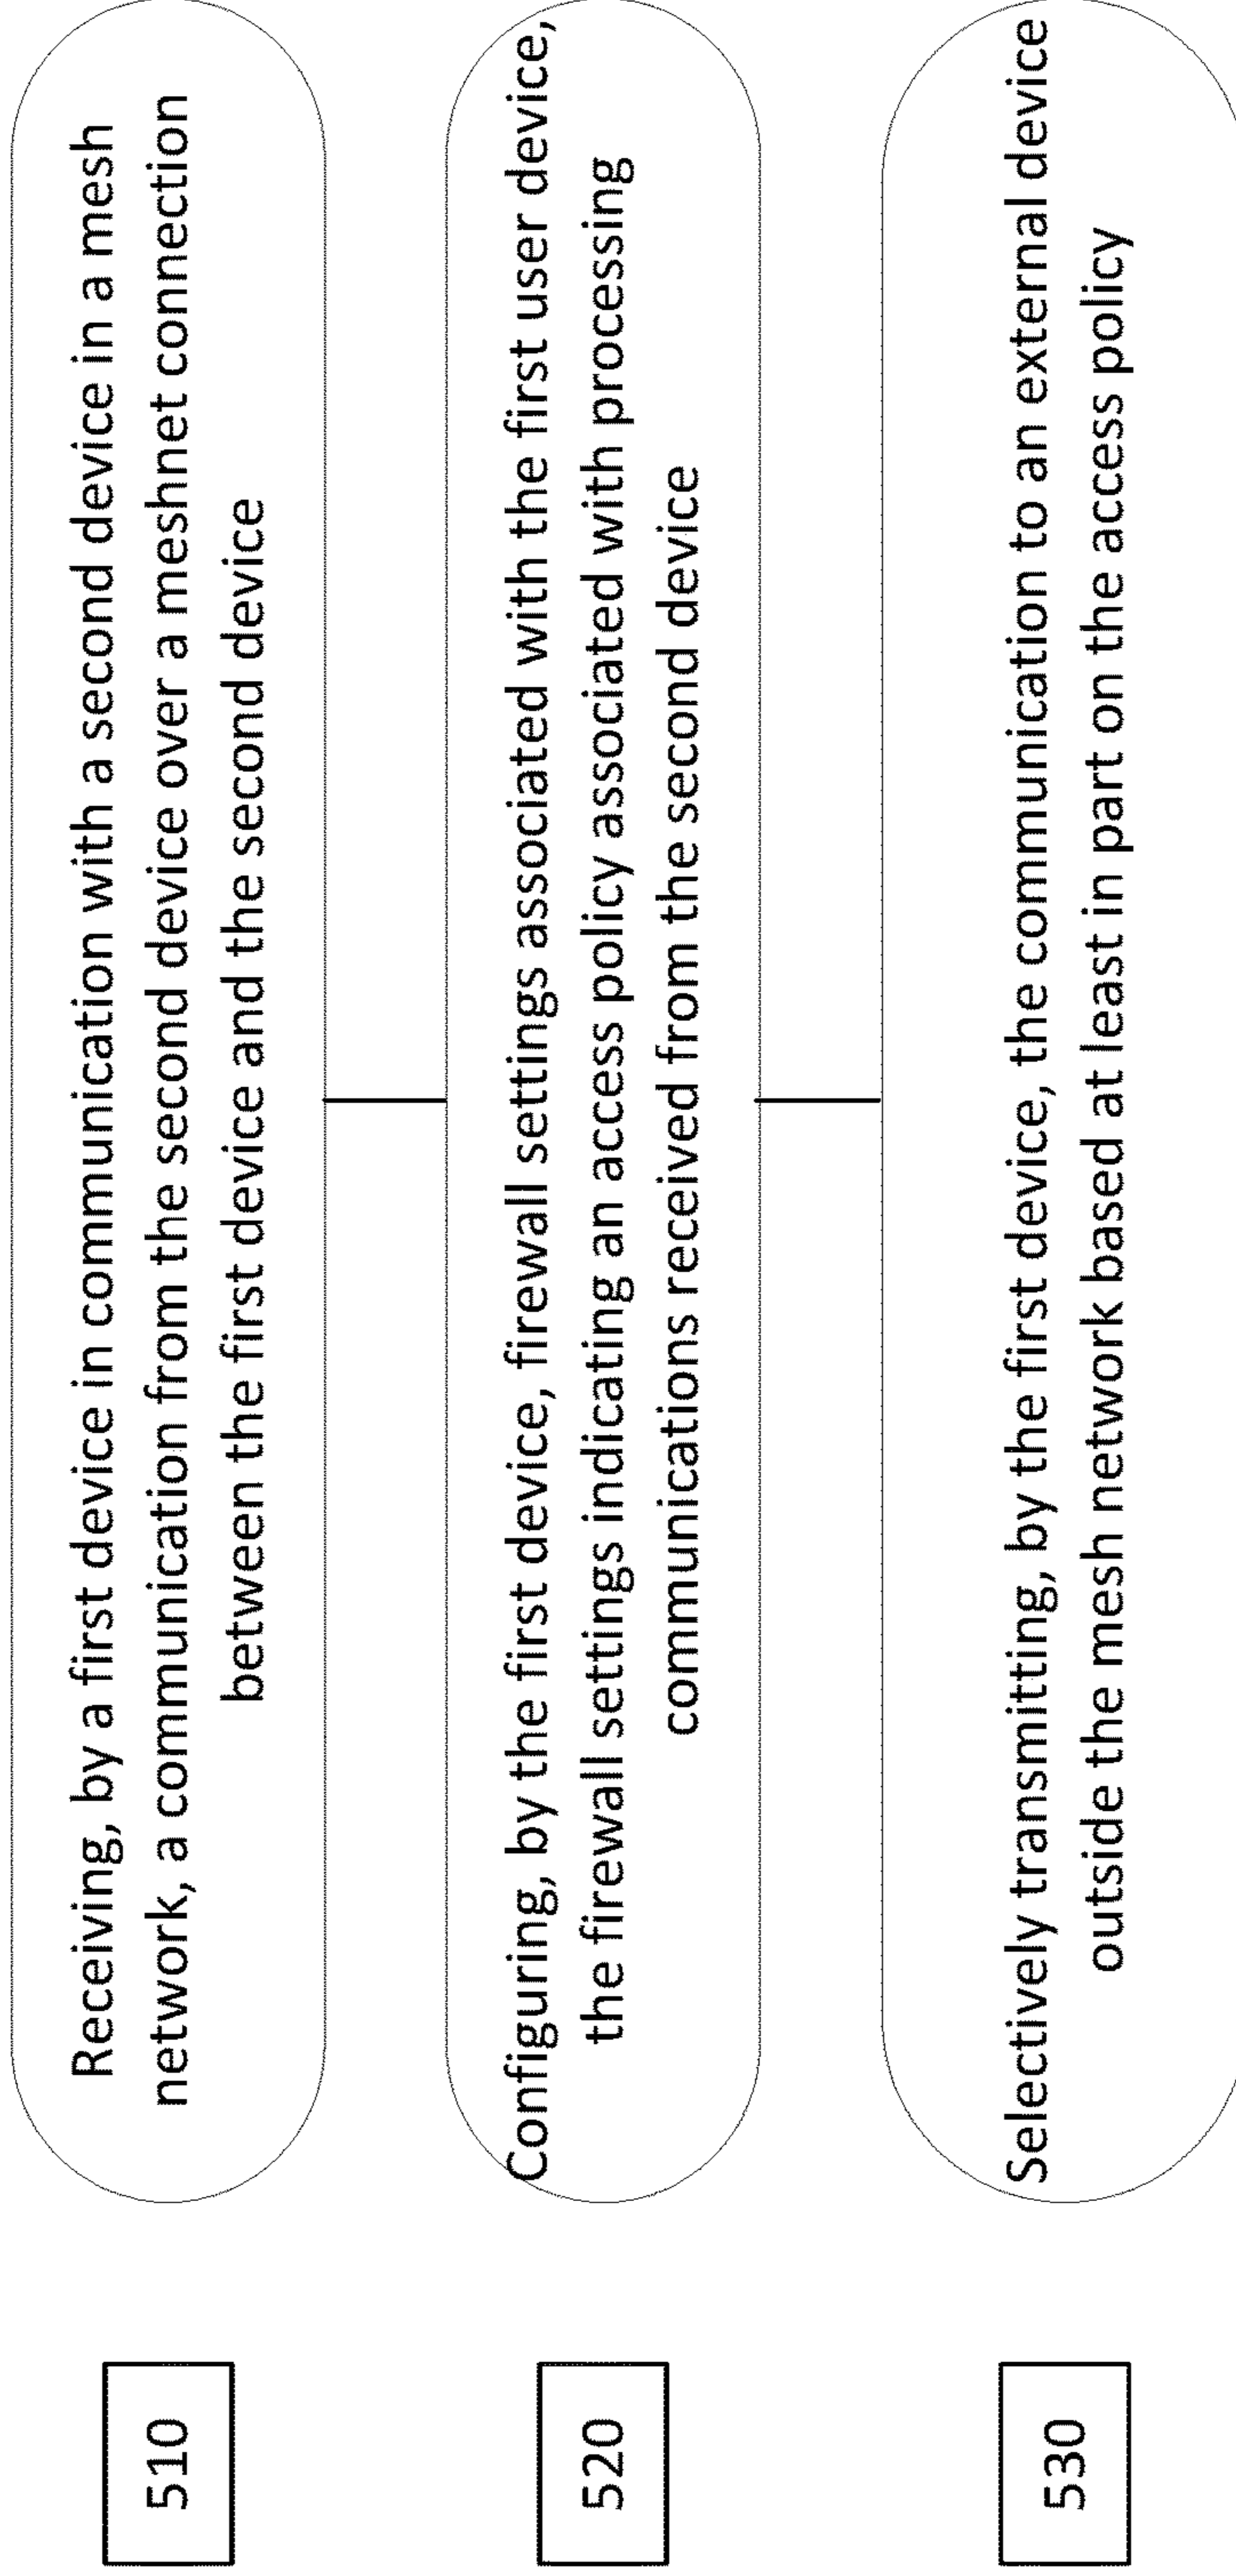 510
Receiving, by a first device in communication with a second device in a mesh
network, a communication from the second device over a meshnet connection
between the first device and the second device
520
Configuring, by the first device, firewall settings associated with the first user device,
the firewall settings indicating an access policy associated with processing
communications received from the second device
530
Selectively transmitting, by the first device, the communication to an external device
outside the mesh network based at least in part on the access policy